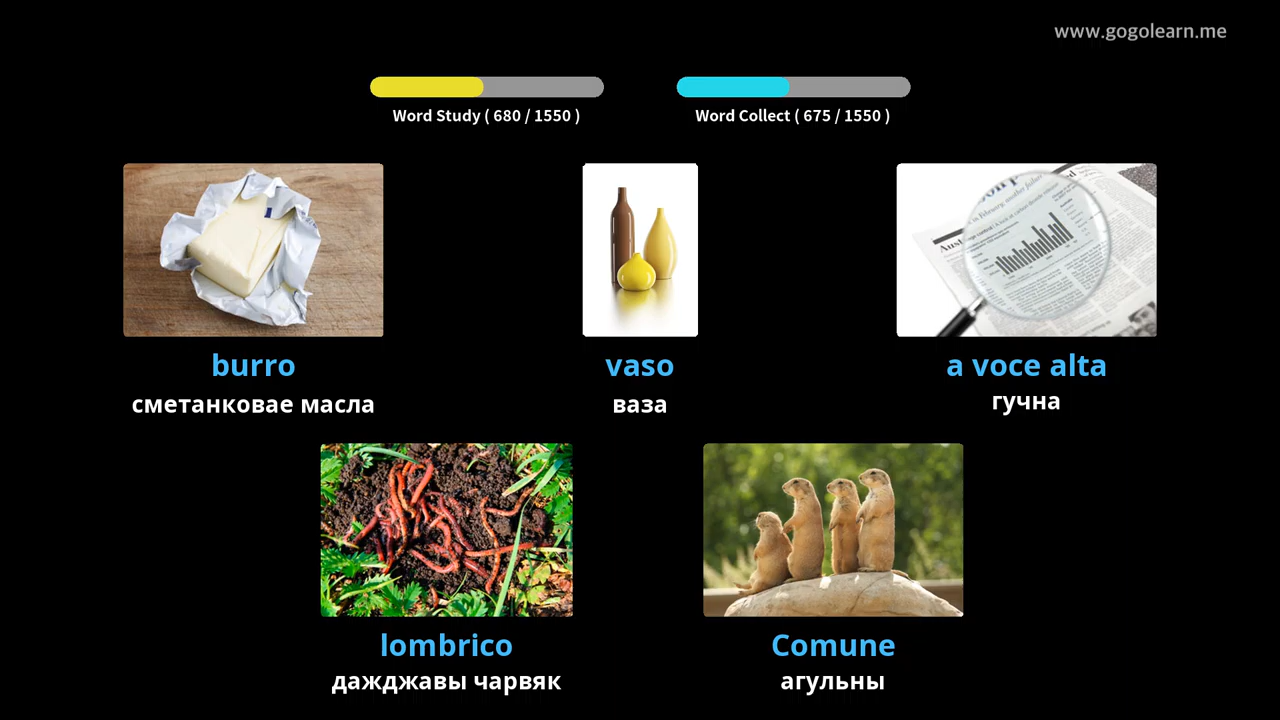 www.gogolearn.me
Word Study ( 680 / 1550 )
Word Collect ( 675 / 1550 )
burro
vaso
a voce alta
сметанковае масла
ваза
гучна
lombrico
Comune
дажджавы чарвяк
агульны